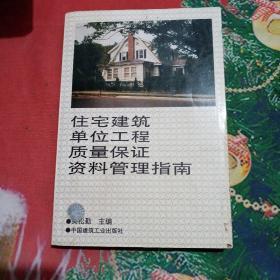 住宅建筑
单位工程
质量保证
资料管理指南
●吴松勤 主编
●中国建筑工业出版社